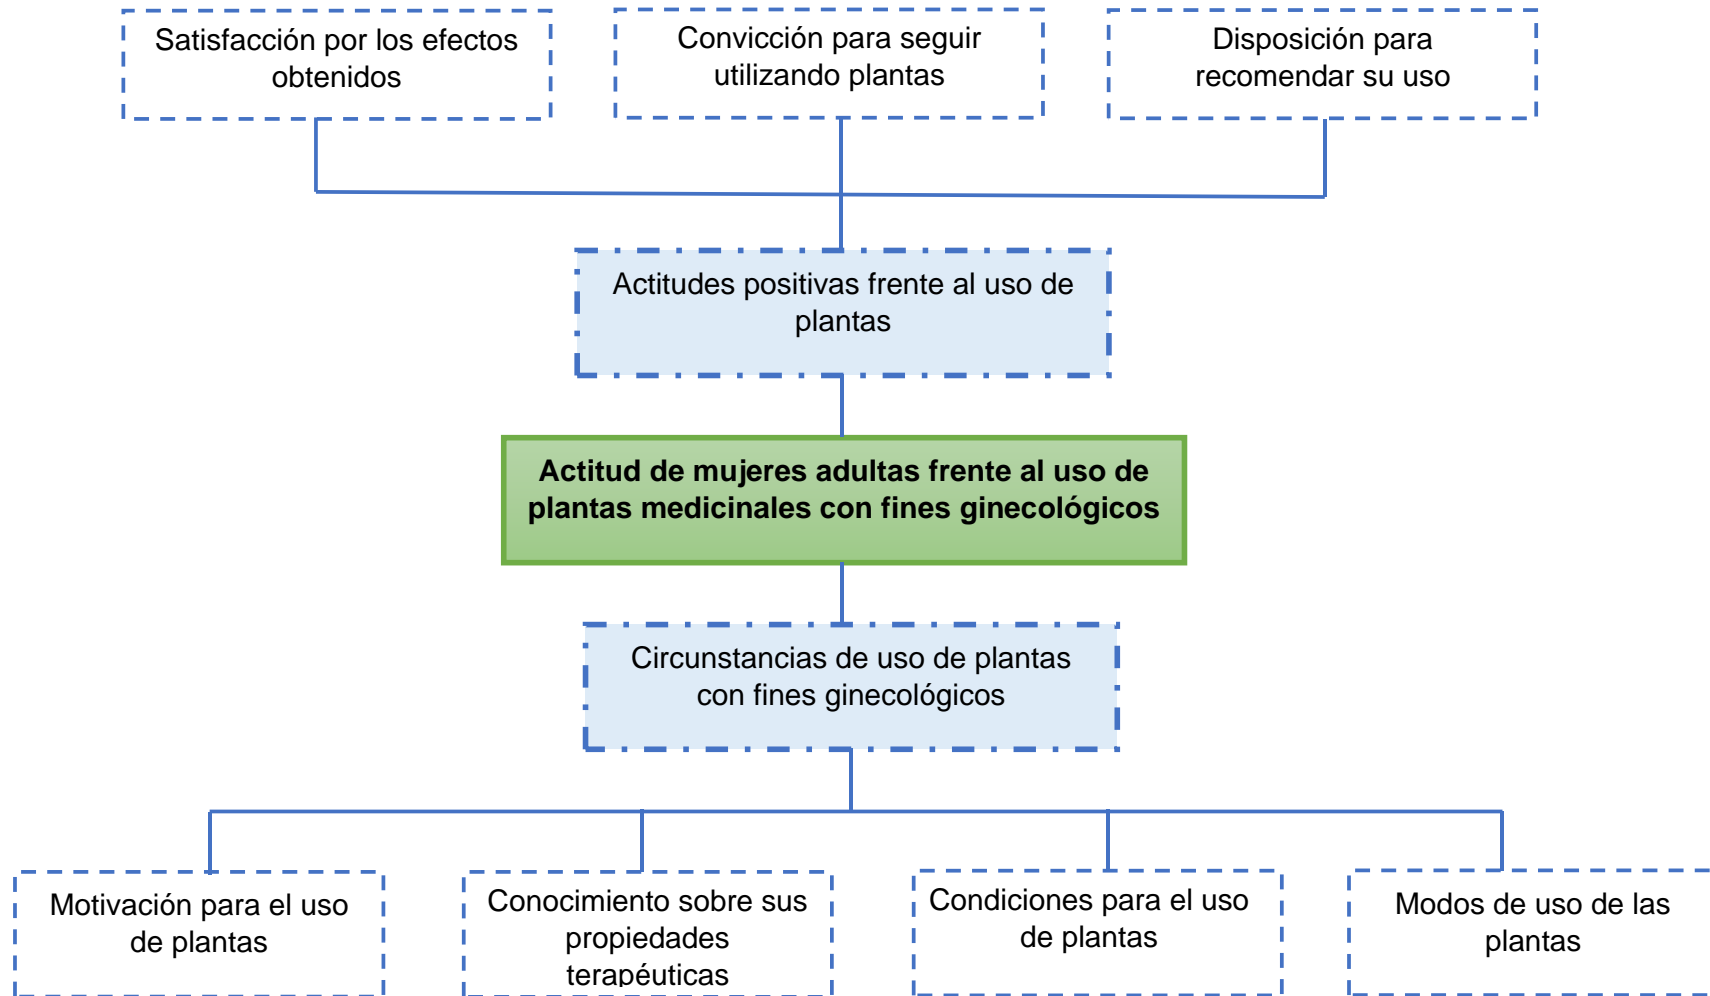 Satisfacción por los efectos
obtenidos
Convicción para seguir
utilizando plantas
Disposición para
recomendar su uso
Actitudes positivas frente al uso de
plantas
Actitud de mujeres adultas frente al uso de
plantas medicinales con fines ginecológicos
Circunstancias de uso de plantas
con fines ginecológicos
Motivación para el uso
de plantas
Conocimiento sobre sus
propiedades
terapéuticas
Condiciones para el uso
de plantas
Modos de uso de las
plantas